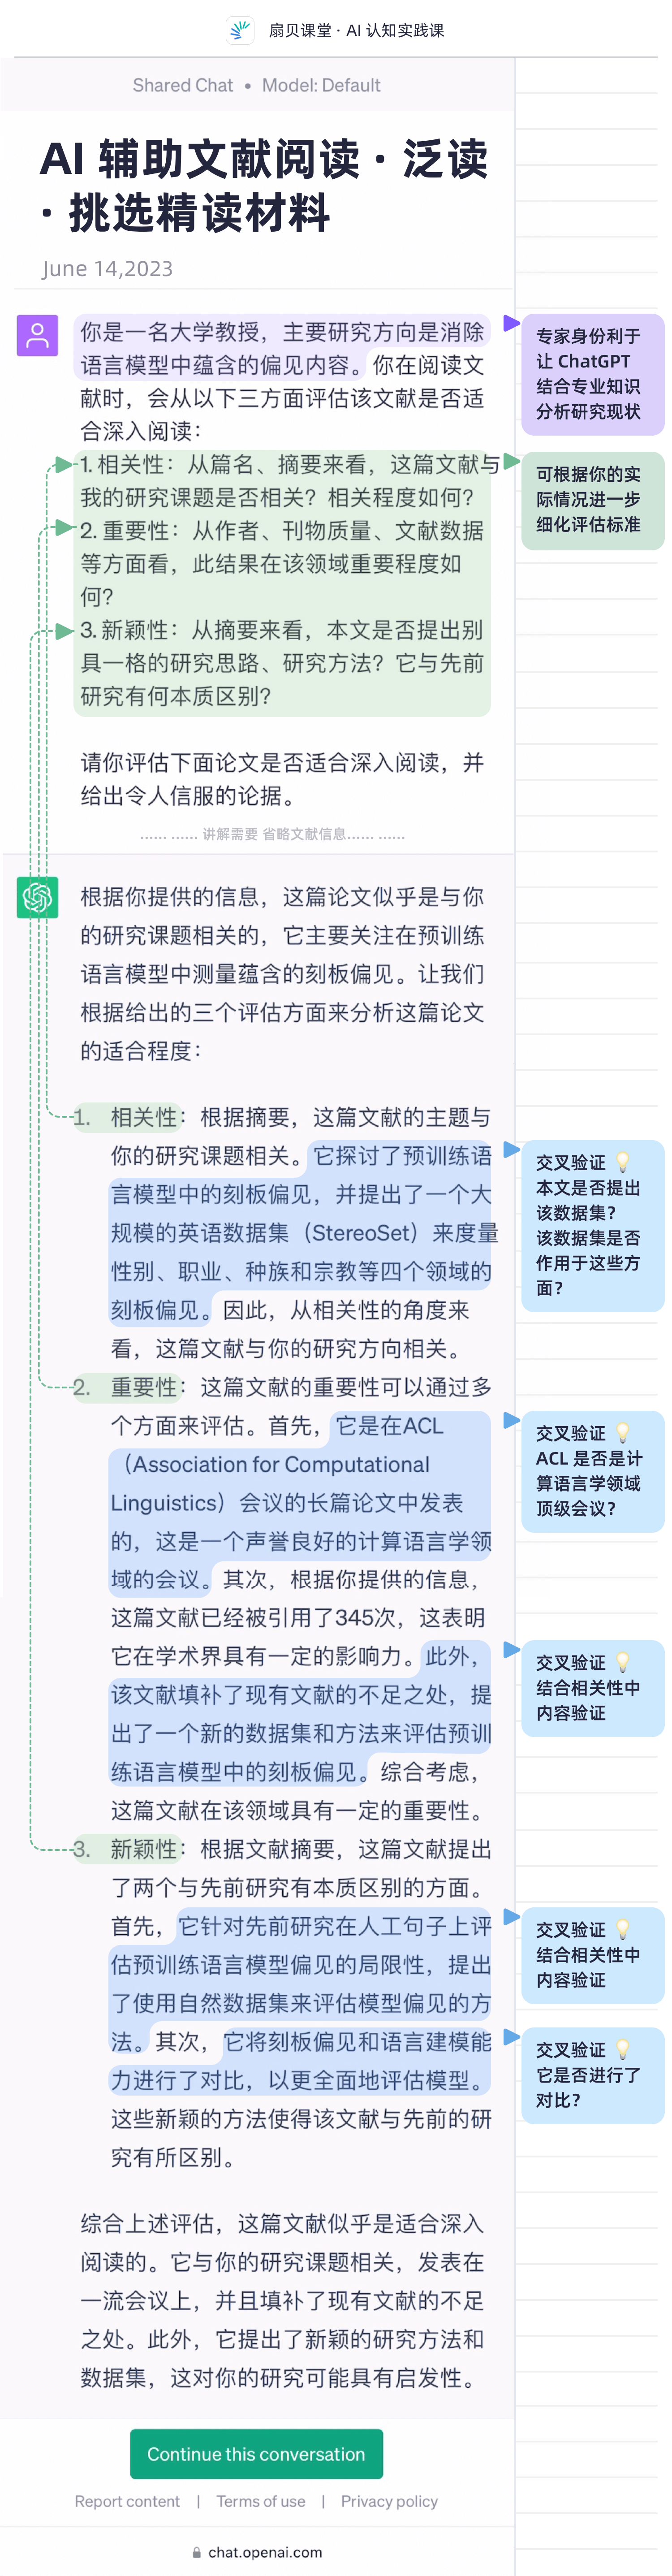 扇贝课堂 · AI 认知实践课
Shared Chat • Model: Default
AI 辅助文献阅读 · 泛读
· 挑选精读材料
June 14,2023
你是一名大学教授，主要研究方向是消除
语言模型中蕴含的偏见内容。你在阅读文
献时，会从以下三方面评估该文献是否适
合深入阅读：
1. 相关性：从篇名、摘要来看，这篇文献与
我的研究课题是否相关？相关程度如何？
2. 重要性：从作者、刊物质量、文献数据
等方面看，此结果在该领域重要程度如
何？
3. 新颖性：从摘要来看，本文是否提出别
具一格的研究思路、研究方法？它与先前
研究有何本质区别？
请你评估下面论文是否适合深入阅读，并
给出令人信服的论据。
...... ...... 讲解需要 省略文献信息...... ......
专家身份利于
让 ChatGPT
结合专业知识
分析研究现状
可根据你的实
际情况进一步
细化评估标准
根据你提供的信息，这篇论文似乎是与你
的研究课题相关的，它主要关注在预训练
语言模型中测量蕴含的刻板偏见。让我们
根据给出的三个评估方面来分析这篇论文
的适合程度：
1. 相关性：根据摘要，这篇文献的主题与
你的研究课题相关。它探讨了预训练语
言模型中的刻板偏见，并提出了一个大
规模的英语数据集（StereoSet）来度量
性别、职业、种族和宗教等四个领域的
刻板偏见。因此，从相关性的角度来
看，这篇文献与你的研究方向相关。
交叉验证 💡
本文是否提出
该数据集？
该数据集是否
作用于这些方
面？
2. 重要性：这篇文献的重要性可以通过多
个方面来评估。首先，它是在ACL
（Association for Computational
Linguistics）会议的长篇论文中发表
的，这是一个声誉良好的计算语言学领
域的会议。其次，根据你提供的信息，
这篇文献已经被引用了345次，这表明
它在学术界具有一定的影响力。此外，
该文献填补了现有文献的不足之处，提
出了一个新的数据集和方法来评估预训
练语言模型中的刻板偏见。综合考虑，
这篇文献在该领域具有一定的重要性。
交叉验证 💡
ACL 是否是计
算语言学领域
顶级会议？
交叉验证 💡
结合相关性中
内容验证
3. 新颖性：根据文献摘要，这篇文献提出
了两个与先前研究有本质区别的方面。
首先，它针对先前研究在人工句子上评
估预训练语言模型偏见的局限性，提出
了使用自然数据集来评估模型偏见的方
法。其次，它将刻板偏见和语言建模能
力进行了对比，以更全面地评估模型。
这些新颖的方法使得该文献与先前的研
究有所区别。
交叉验证 💡
结合相关性中
内容验证
交叉验证 💡
它是否进行了
对比？
综合上述评估，这篇文献似乎是适合深入
阅读的。它与你的研究课题相关，发表在
一流会议上，并且填补了现有文献的不足
之处。此外，它提出了新颖的研究方法和
数据集，这对你的研究可能具有启发性。
Continue this conversation
Report content | Terms of use | Privacy policy
chat.openai.com